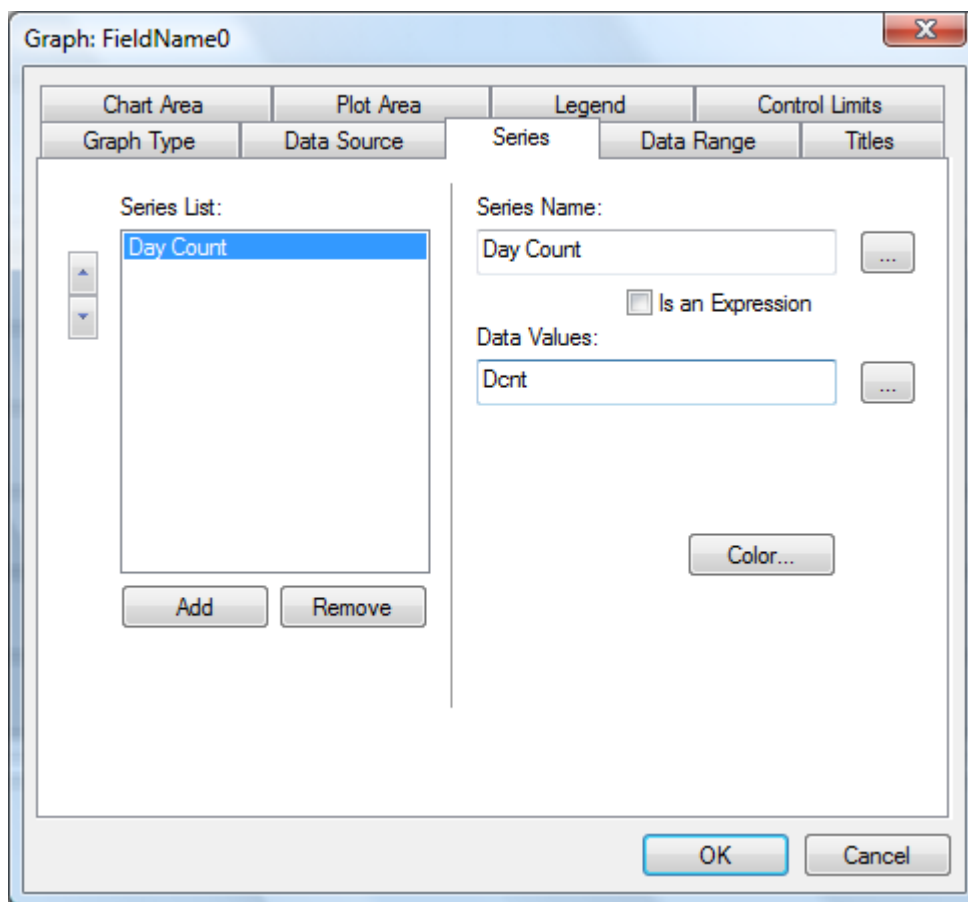 Graph: FieldName0
Chart Area Plot Area Legend Control Limits
Graph Type Data Source Series Data Range Titles
Series List:
Day Count
Add Remove
Series Name:
Day Count ...
Is an Expression
Data Values:
Dcnt ...
Color...
OK Cancel